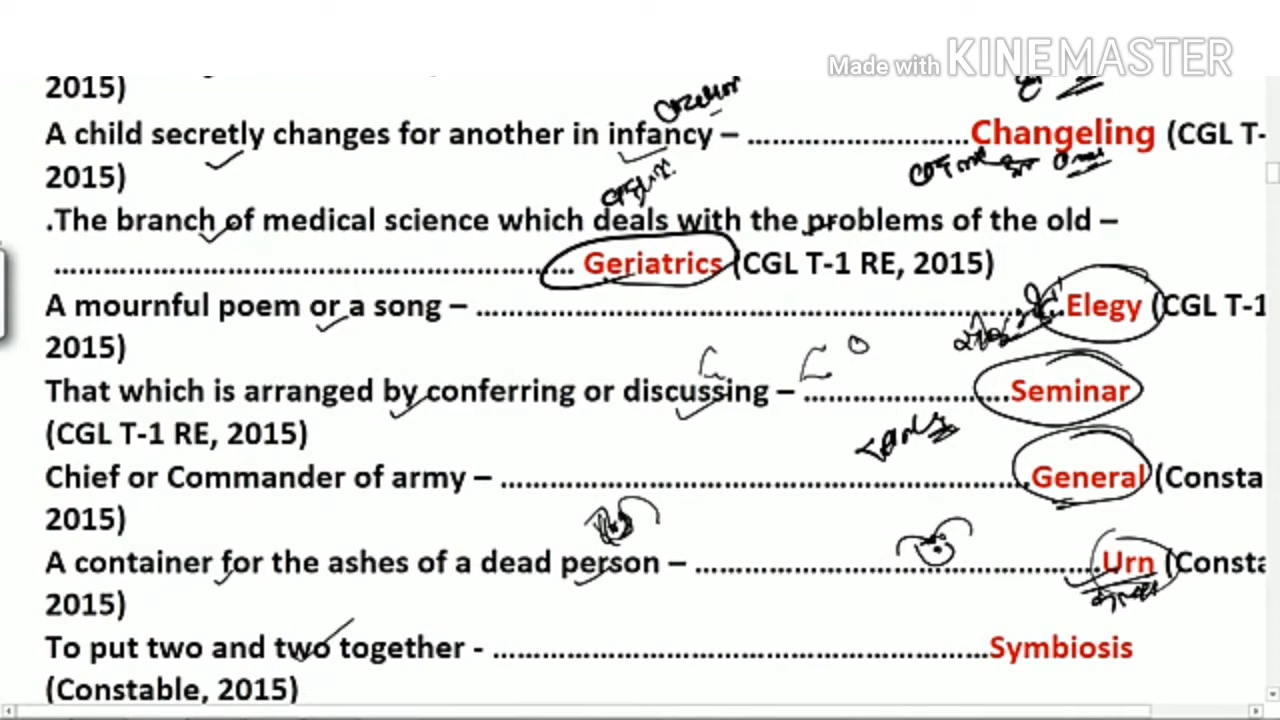 Made with KINEMASTER
2015)
A child secretly changes for another in infancy – ........................Changeling (CGL T-
2015)
.The branch of medical science which deals with the problems of the old –
......................................................... Geriatrics (CGL T-1 RE, 2015)
A mournful poem or a song – ................................................................Elegy (CGL T-1
2015)
That which is arranged by conferring or discussing – ......................Seminar
(CGL T-1 RE, 2015)
Chief or Commander of army – ..........................................................General (Consta
2015)
A container for the ashes of a dead person – .............................................Urn (Consta
2015)
To put two and two together - ......................................................Symbiosis
(Constable, 2015)